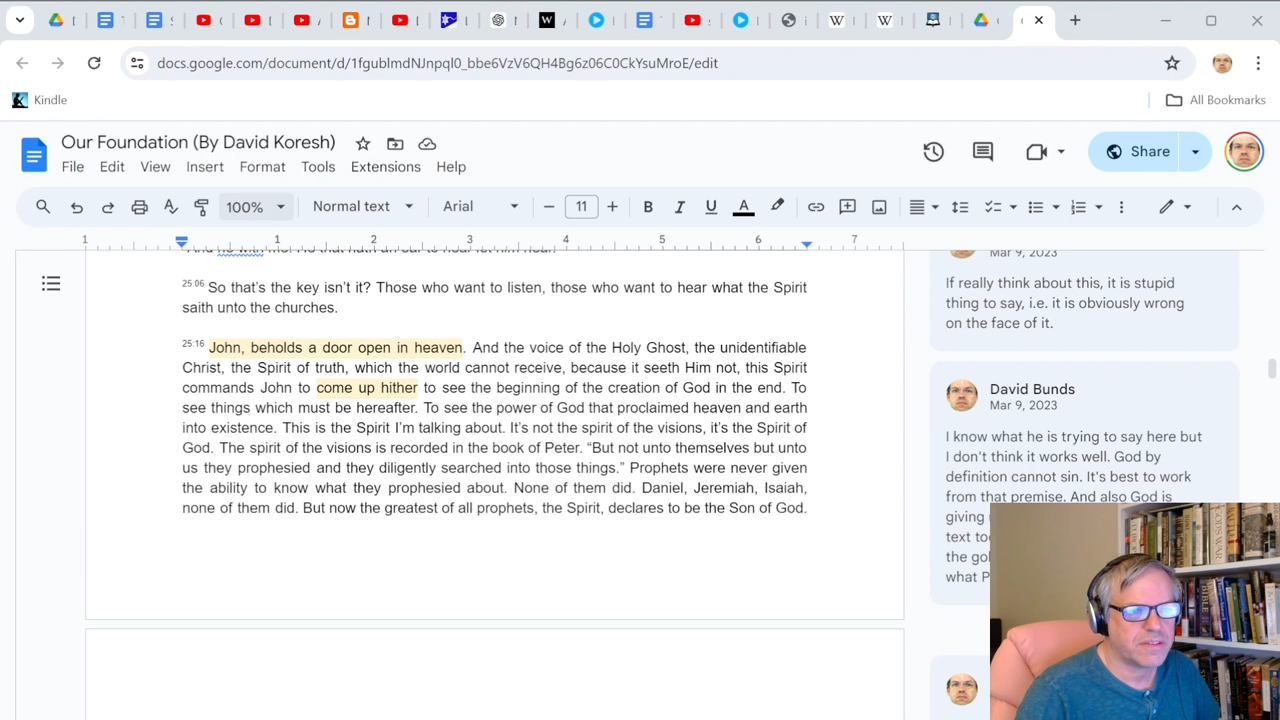 docs.google.com/document/d/1fgublmdNJnpql0_bbe6VzV6QH4Bg6z06C0CkYsuMroE/edit
Kindle
All Bookmarks
Our Foundation (By David Koresh)
File Edit View Insert Format Tools Extensions Help
Share
100% Normal text Arial 11
1 1 2 3 4 5 6 7
25:06 So that's the key isn't it? Those who want to listen, those who want to hear what the Spirit
saith unto the churches.
25:16 John, beholds a door open in heaven. And the voice of the Holy Ghost, the unidentifiable
Christ, the Spirit of truth, which the world cannot receive, because it seeth Him not, this Spirit
commands John to come up hither to see the beginning of the creation of God in the end. To
see things which must be hereafter. To see the power of God that proclaimed heaven and earth
into existence. This is the Spirit I'm talking about. It's not the spirit of the visions, it's the Spirit of
God. The spirit of the visions is recorded in the book of Peter. “But not unto themselves but unto
us they prophesied and they diligently searched into those things.” Prophets were never given
the ability to know what they prophesied about. None of them did. Daniel, Jeremiah, Isaiah,
none of them did. But now the greatest of all prophets, the Spirit, declares to be the Son of God.
Mar 9, 2023
If really think about this, it is stupid
thing to say, i.e. it is obviously wrong
on the face of it.
David Bunds
Mar 9, 2023
I know what he is trying to say here but
I don't think it works well. God by
definition cannot sin. It's best to work
from that premise. And also God is
giving
text
the
what